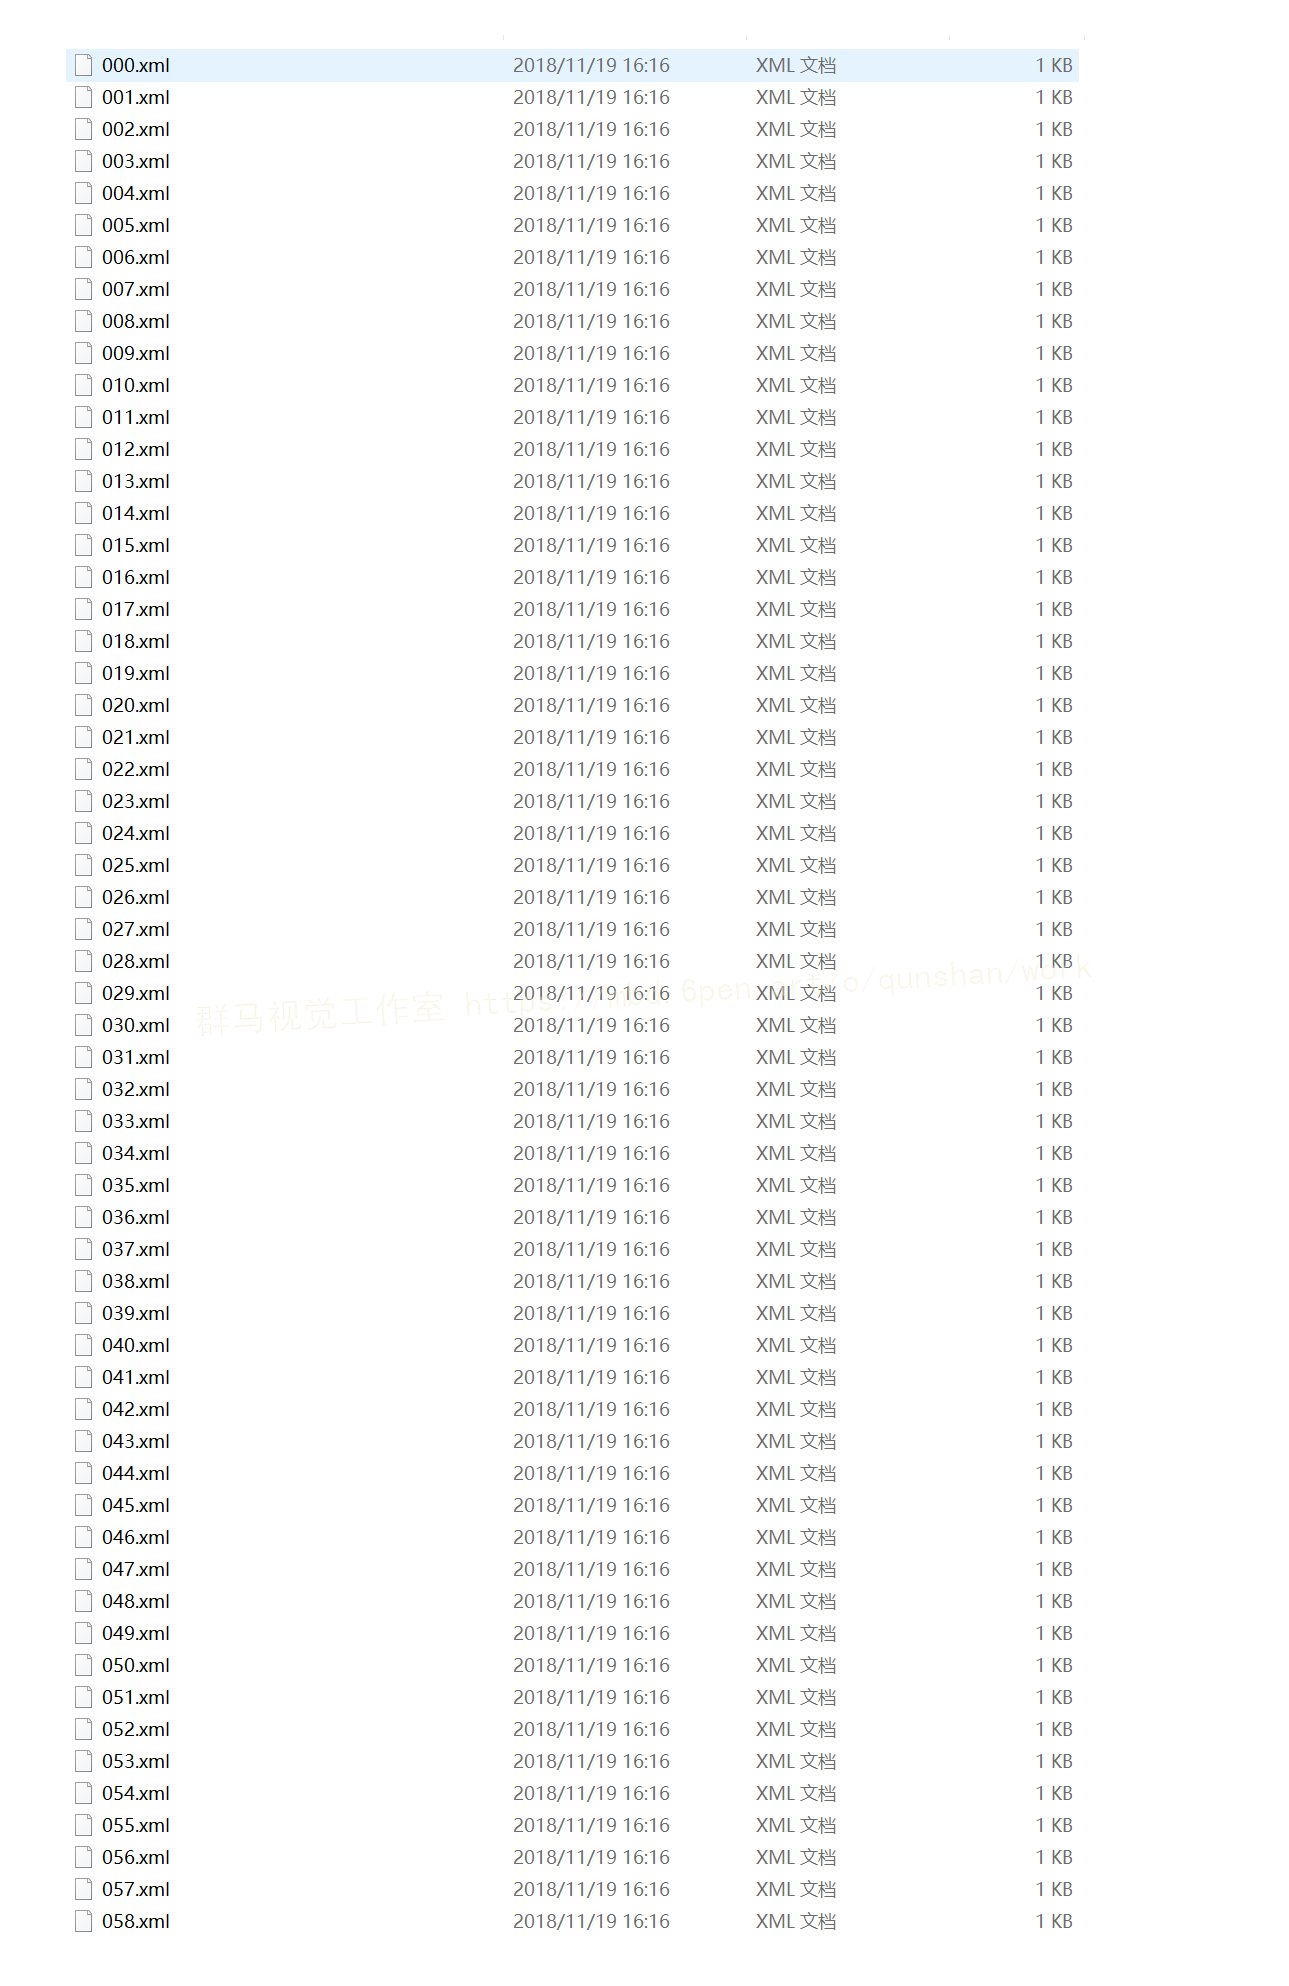 000.xml 2018/11/19 16:16 XML 文档 1 KB
001.xml 2018/11/19 16:16 XML 文档 1 KB
002.xml 2018/11/19 16:16 XML 文档 1 KB
003.xml 2018/11/19 16:16 XML 文档 1 KB
004.xml 2018/11/19 16:16 XML 文档 1 KB
005.xml 2018/11/19 16:16 XML 文档 1 KB
006.xml 2018/11/19 16:16 XML 文档 1 KB
007.xml 2018/11/19 16:16 XML 文档 1 KB
008.xml 2018/11/19 16:16 XML 文档 1 KB
009.xml 2018/11/19 16:16 XML 文档 1 KB
010.xml 2018/11/19 16:16 XML 文档 1 KB
011.xml 2018/11/19 16:16 XML 文档 1 KB
012.xml 2018/11/19 16:16 XML 文档 1 KB
013.xml 2018/11/19 16:16 XML 文档 1 KB
014.xml 2018/11/19 16:16 XML 文档 1 KB
015.xml 2018/11/19 16:16 XML 文档 1 KB
016.xml 2018/11/19 16:16 XML 文档 1 KB
017.xml 2018/11/19 16:16 XML 文档 1 KB
018.xml 2018/11/19 16:16 XML 文档 1 KB
019.xml 2018/11/19 16:16 XML 文档 1 KB
020.xml 2018/11/19 16:16 XML 文档 1 KB
021.xml 2018/11/19 16:16 XML 文档 1 KB
022.xml 2018/11/19 16:16 XML 文档 1 KB
023.xml 2018/11/19 16:16 XML 文档 1 KB
024.xml 2018/11/19 16:16 XML 文档 1 KB
025.xml 2018/11/19 16:16 XML 文档 1 KB
026.xml 2018/11/19 16:16 XML 文档 1 KB
027.xml 2018/11/19 16:16 XML 文档 1 KB
028.xml 2018/11/19 16:16 XML 文档 1 KB
029.xml 2018/11/19 16:16 XML 文档 1 KB
群马视觉工作室
030.xml 2018/11/19 16:16 XML 文档 1 KB
031.xml 2018/11/19 16:16 XML 文档 1 KB
032.xml 2018/11/19 16:16 XML 文档 1 KB
033.xml 2018/11/19 16:16 XML 文档 1 KB
034.xml 2018/11/19 16:16 XML 文档 1 KB
035.xml 2018/11/19 16:16 XML 文档 1 KB
036.xml 2018/11/19 16:16 XML 文档 1 KB
037.xml 2018/11/19 16:16 XML 文档 1 KB
038.xml 2018/11/19 16:16 XML 文档 1 KB
039.xml 2018/11/19 16:16 XML 文档 1 KB
040.xml 2018/11/19 16:16 XML 文档 1 KB
041.xml 2018/11/19 16:16 XML 文档 1 KB
042.xml 2018/11/19 16:16 XML 文档 1 KB
043.xml 2018/11/19 16:16 XML 文档 1 KB
044.xml 2018/11/19 16:16 XML 文档 1 KB
045.xml 2018/11/19 16:16 XML 文档 1 KB
046.xml 2018/11/19 16:16 XML 文档 1 KB
047.xml 2018/11/19 16:16 XML 文档 1 KB
048.xml 2018/11/19 16:16 XML 文档 1 KB
049.xml 2018/11/19 16:16 XML 文档 1 KB
050.xml 2018/11/19 16:16 XML 文档 1 KB
051.xml 2018/11/19 16:16 XML 文档 1 KB
052.xml 2018/11/19 16:16 XML 文档 1 KB
053.xml 2018/11/19 16:16 XML 文档 1 KB
054.xml 2018/11/19 16:16 XML 文档 1 KB
055.xml 2018/11/19 16:16 XML 文档 1 KB
056.xml 2018/11/19 16:16 XML 文档 1 KB
057.xml 2018/11/19 16:16 XML 文档 1 KB
058.xml 2018/11/19 16:16 XML 文档 1 KB